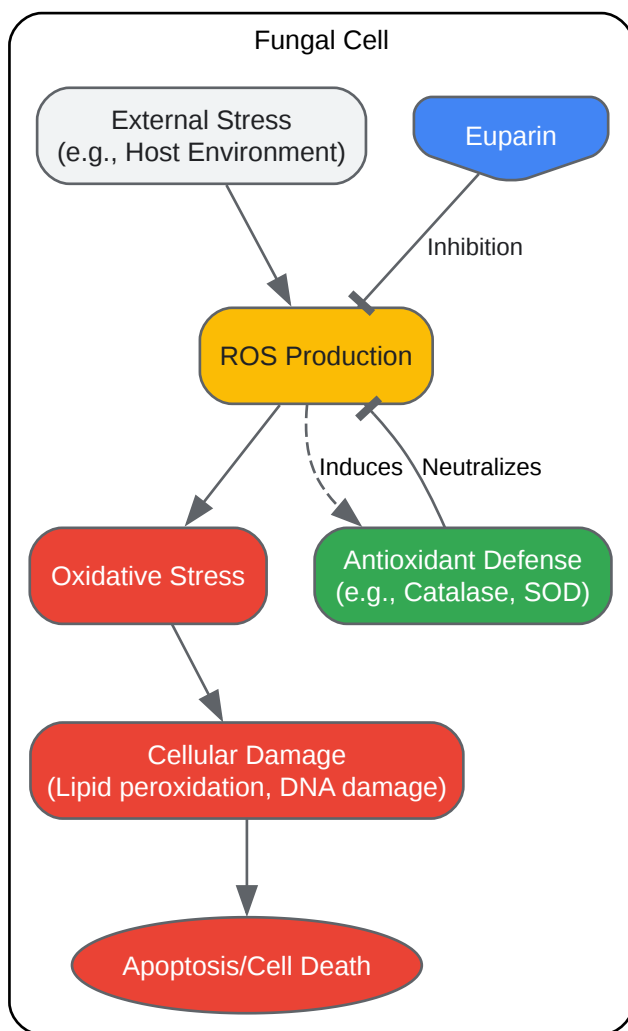 Fungal Cell
External Stress
(e.g., Host Environment)
Euparin
Inhibition
ROS Production
Induces
Neutralizes
Oxidative Stress
Antioxidant Defense
(e.g., Catalase, SOD)
Cellular Damage
(Lipid peroxidation, DNA damage)
Apoptosis/Cell Death